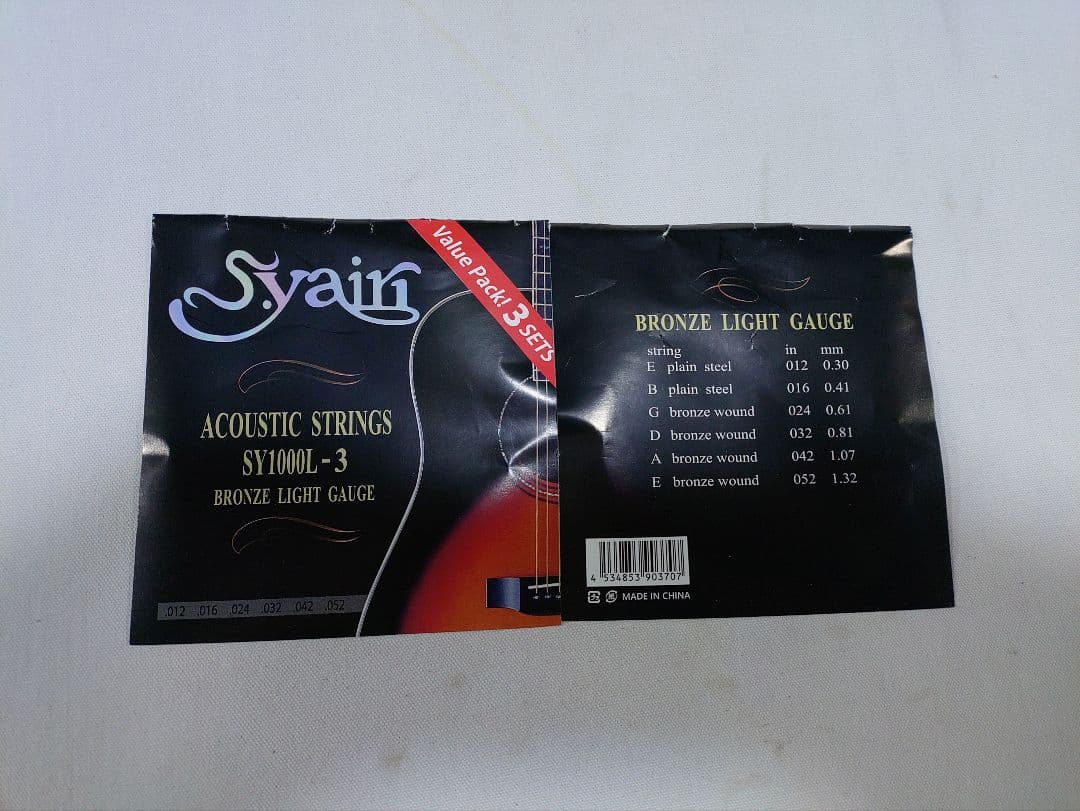 S.yairi
Value Pack! 3 SETS
ACOUSTIC STRINGS
SY1000L-3
BRONZE LIGHT GAUGE
.012 .016 .024 .032 .042 .052
BRONZE LIGHT GAUGE
string in mm
E plain steel 012 0.30
B plain steel 016 0.41
G bronze wound 024 0.61
D bronze wound 032 0.81
A bronze wound 042 1.07
E bronze wound 052 1.32
4 534853 903707
MADE IN CHINA